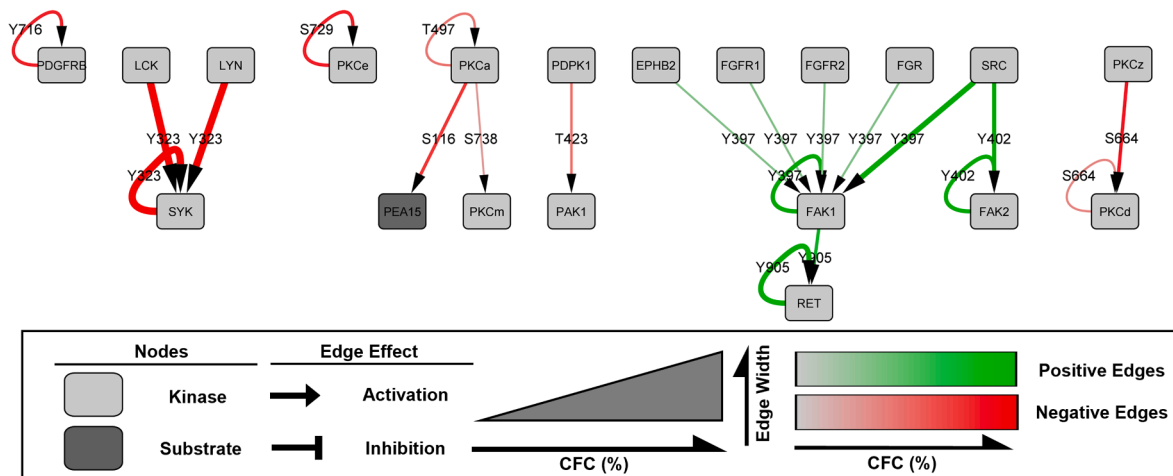 Y716
S729
T497
PDGFRB
LCK
LYN
PKCe
PKCa
PDPK1
EPHB2
FGFR1
FGFR2
FGR
SRC
PKCz
Y323
Y323
S116
S738
T423
Y397
Y397
Y397
Y397
Y397
Y402
S664
Y323
Y397
Y402
S664
SYK
PEA15
PKCm
PAK1
FAK1
FAK2
PKCd
Y905
Y905
RET
Nodes
Edge Effect
Kinase
Activation
Substrate
Inhibition
CFC (%)
Edge Width
Positive Edges
Negative Edges
CFC (%)